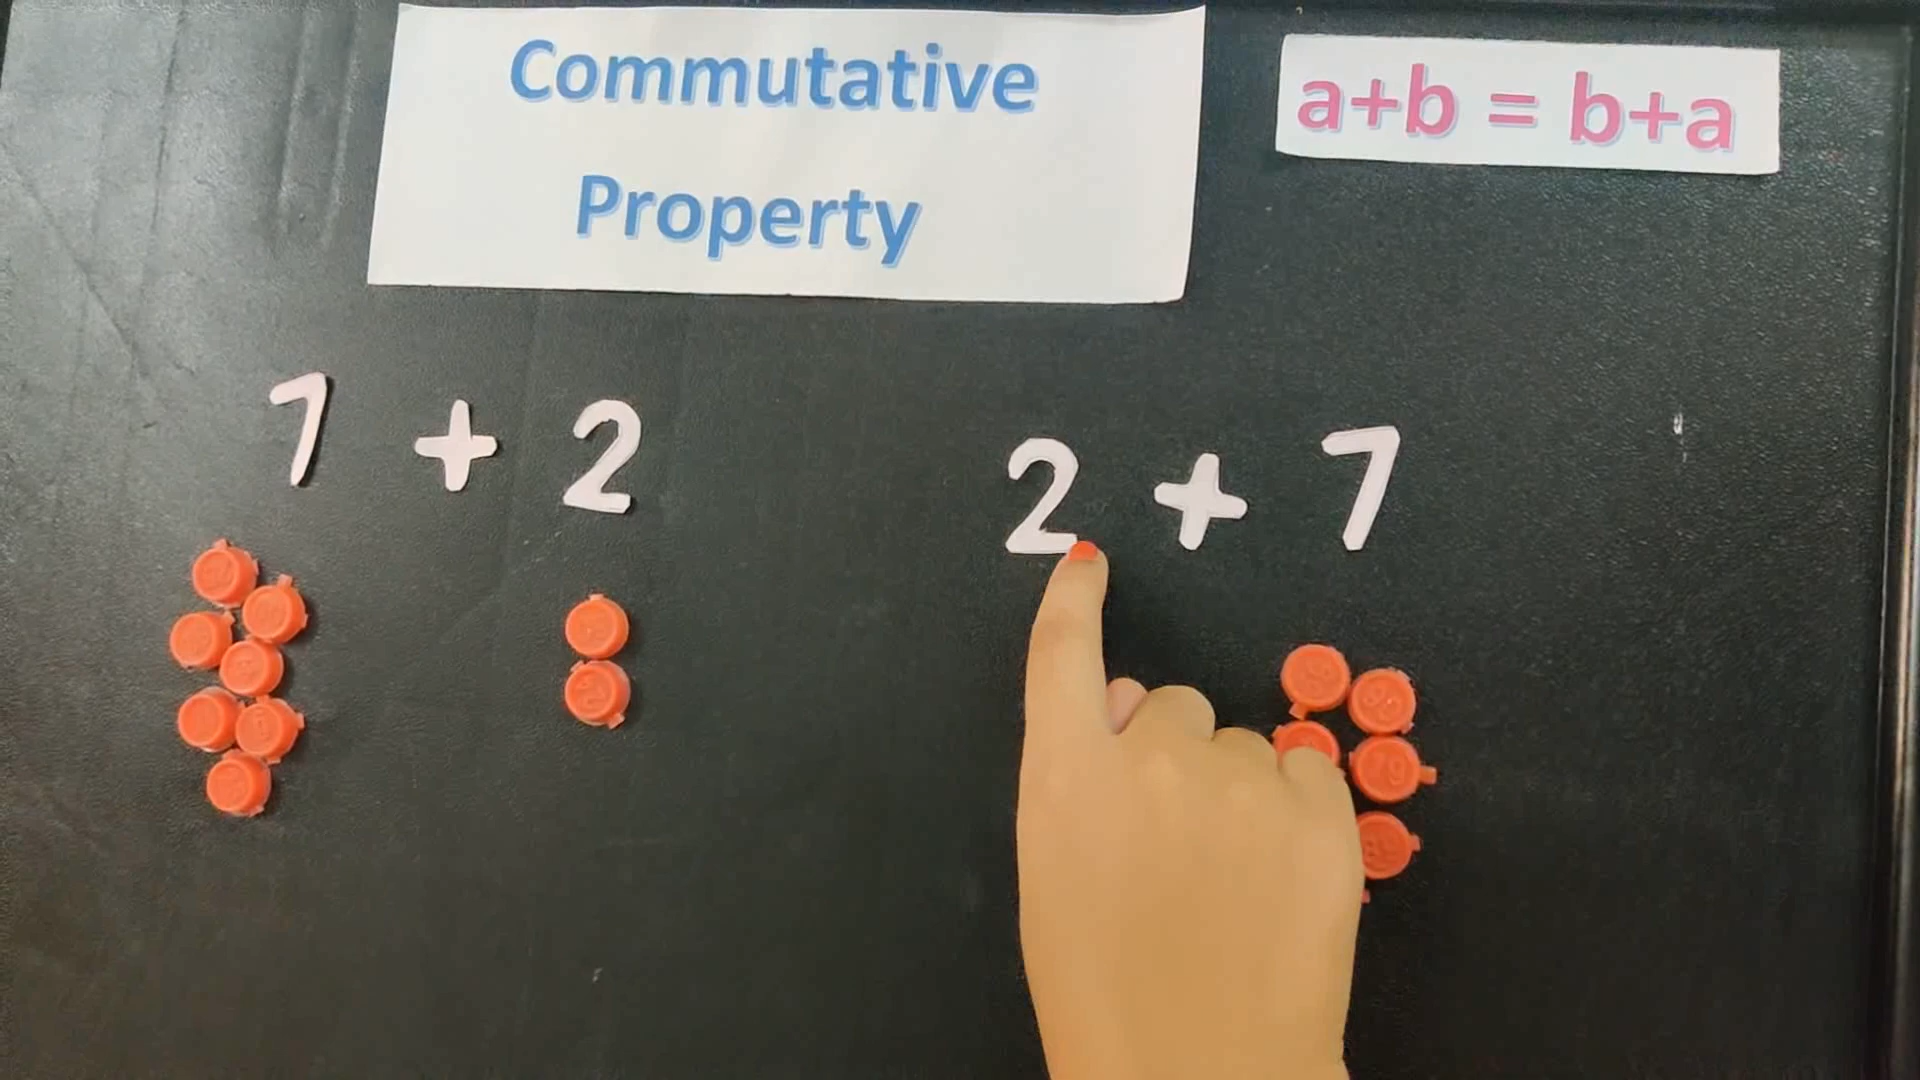 Commutative
Property
a+b = b+a
7 + 2
2 + 7